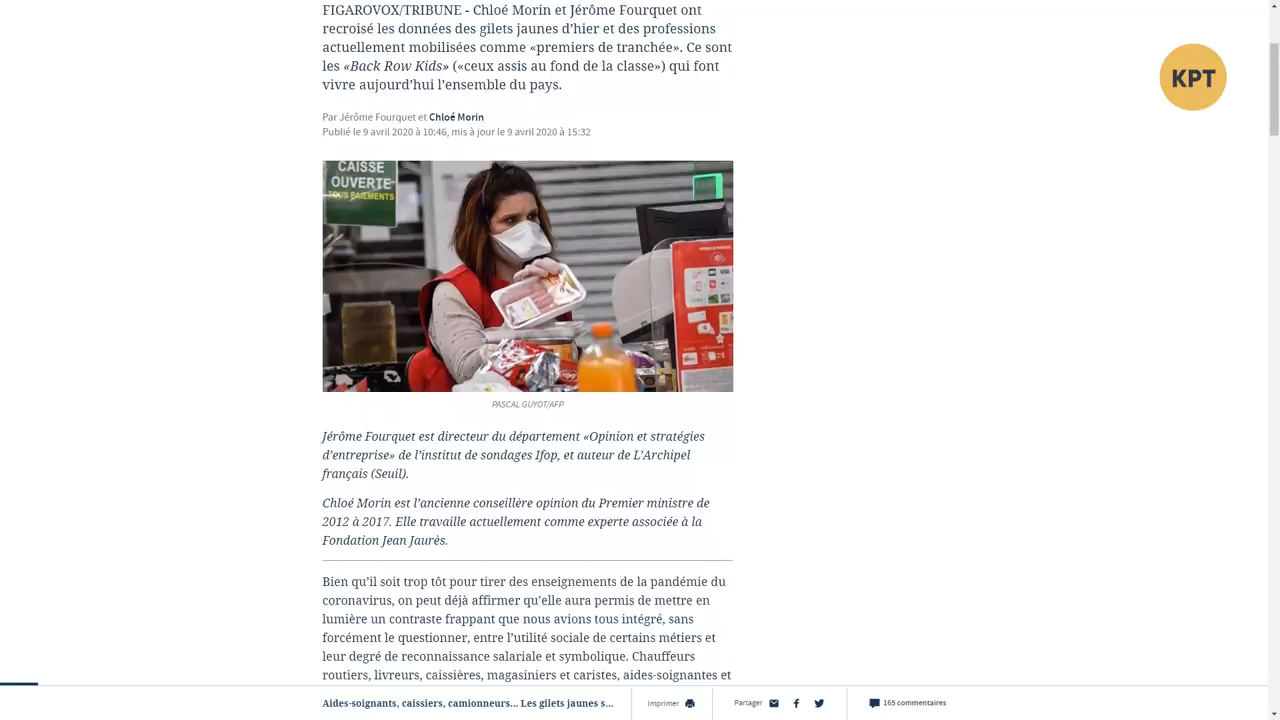 FIGAROVOX/TRIBUNE - Chloé Morin et Jérôme Fourquet ont
recroisé les données des gilets jaunes d’hier et des professions
actuellement mobilisées comme «premiers de tranchée». Ce sont
les «Back Row Kids» («ceux assis au fond de la classe») qui font
vivre aujourd’hui l’ensemble du pays.
KPT
Par Jérôme Fourquet et Chloé Morin
Publié le 9 avril 2020 à 10:46, mis à jour le 9 avril 2020 à 15:32
CAISSE
OUVERTE
TOUS PAIEMENTS
PASCAL GUYOT/AFP
Jérôme Fourquet est directeur du département «Opinion et stratégies
d’entreprise» de l’institut de sondages Ifop, et auteur de L’Archipel
français (Seuil).
Chloé Morin est l’ancienne conseillère opinion du Premier ministre de
2012 à 2017. Elle travaille actuellement comme experte associée à la
Fondation Jean Jaurès.
Bien qu’il soit trop tôt pour tirer des enseignements de la pandémie du
coronavirus, on peut déjà affirmer qu’elle aura permis de mettre en
lumière un contraste frappant que nous avions tous intégré, sans
forcément le questionner, entre l’utilité sociale de certains métiers et
leur degré de reconnaissance salariale et symbolique. Chauffeurs
routiers, livreurs, caissières, magasiniers et caristes, aides-soignantes et
Aides-soignants, caissiers, camionneurs... Les gilets jaunes s...
Imprimer
Partager
165 commentaires